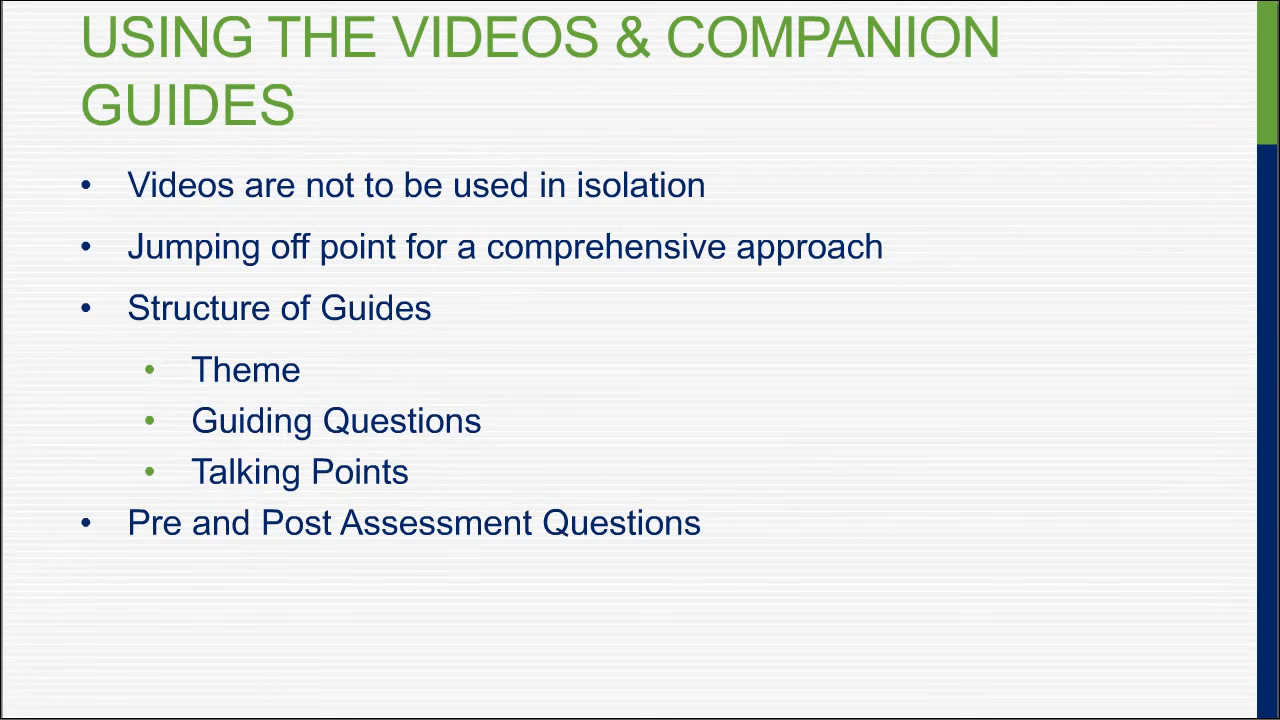 USING THE VIDEOS & COMPANION
GUIDES
• Videos are not to be used in isolation
• Jumping off point for a comprehensive approach
• Structure of Guides
• Theme
• Guiding Questions
• Talking Points
• Pre and Post Assessment Questions